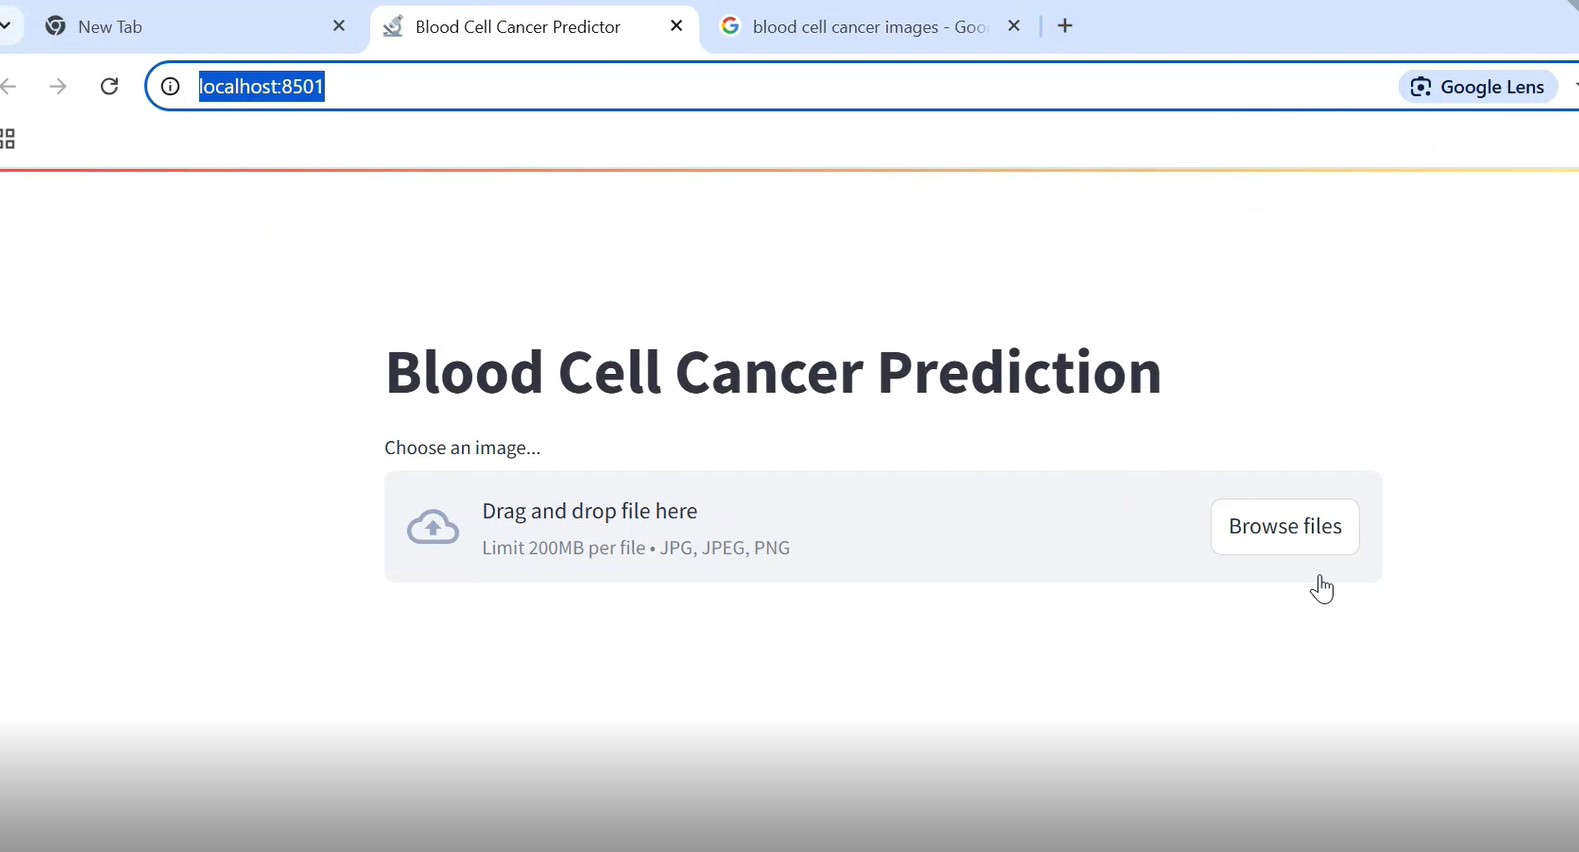 New Tab
Blood Cell Cancer Predictor
blood cell cancer images - Goo
localhost:8501
Google Lens
Blood Cell Cancer Prediction
Choose an image...
Drag and drop file here
Limit 200MB per file • JPG, JPEG, PNG
Browse files